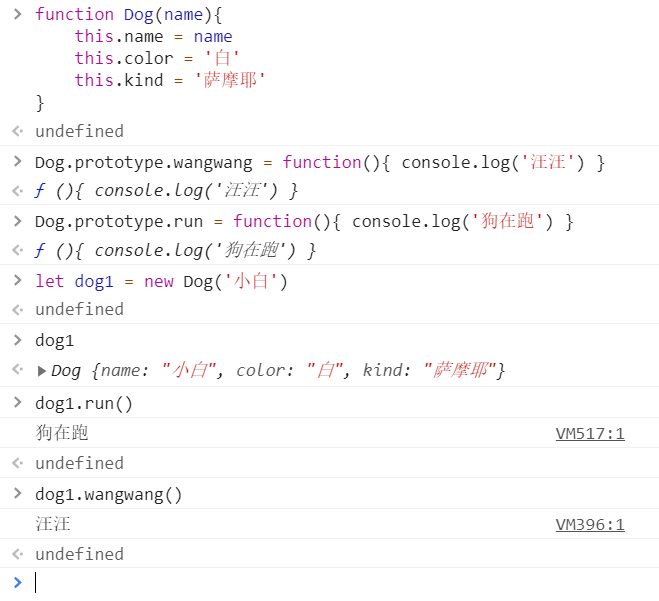 > function Dog(name){
    this.name = name
    this.color = '白'
    this.kind = '萨摩耶'
}
undefined
> Dog.prototype.wangwang = function(){ console.log('汪汪') }
ƒ (){ console.log('汪汪') }
> Dog.prototype.run = function(){ console.log('狗在跑') }
ƒ (){ console.log('狗在跑') }
> let dog1 = new Dog('小白')
undefined
> dog1
▶Dog {name: "小白", color: "白", kind: "萨摩耶"}
> dog1.run()
狗在跑 VM517:1
undefined
> dog1.wangwang()
汪汪 VM396:1
undefined
>